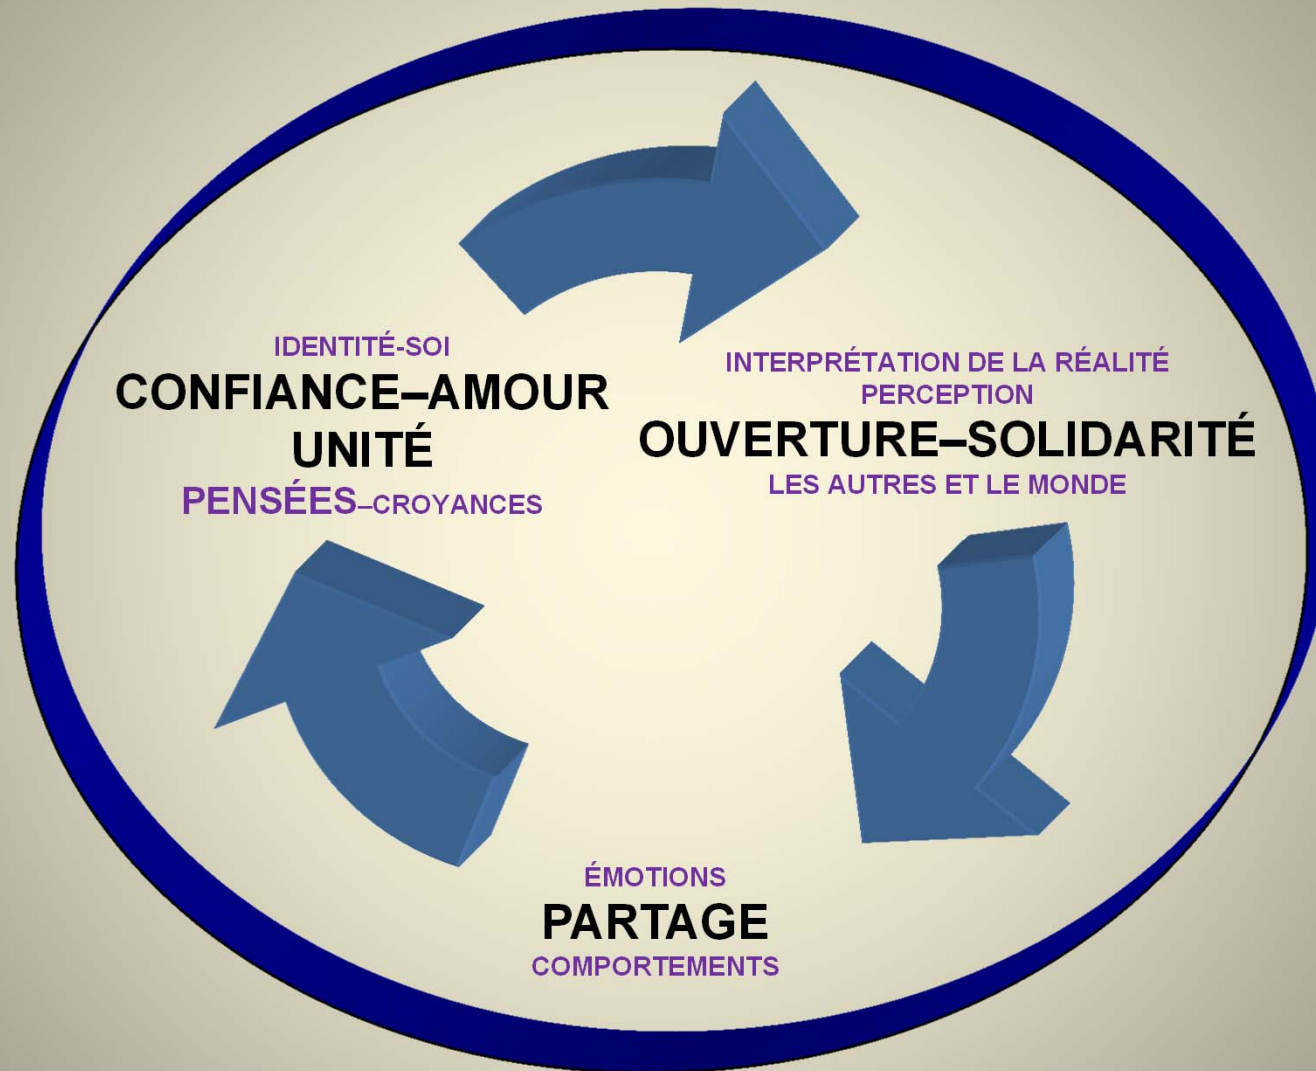 IDENTITÉ-SOI
CONFIANCE–AMOUR
UNITÉ
PENSÉES–CROYANCES
INTERPRÉTATION DE LA RÉALITÉ
PERCEPTION
OUVERTURE–SOLIDARITÉ
LES AUTRES ET LE MONDE
ÉMOTIONS
PARTAGE
COMPORTEMENTS